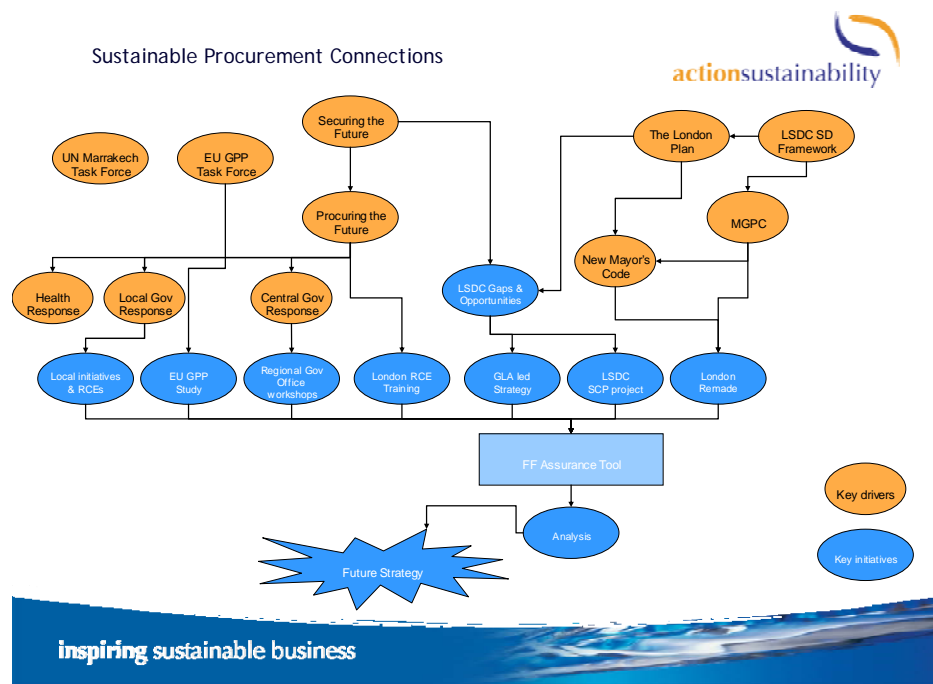 Sustainable Procurement Connections
actionsustainability
Securing the
Future
The London
Plan
LSDC SD
Framework
UN Marrakech
Task Force
EU GPP
Task Force
Procuring the
Future
MGPC
New Mayor's
Code
Health
Response
Local Gov
Response
Central Gov
Response
LSDC Gaps &
Opportunities
Local initiatives
& RCEs
EU GPP
Study
Regional Gov
Office
workshops
London RCE
Training
GLA led
Strategy
LSDC
SCP project
London
Remade
FF Assurance Tool
Key drivers
Analysis
Key initiatives
Future Strategy
inspiring sustainable business